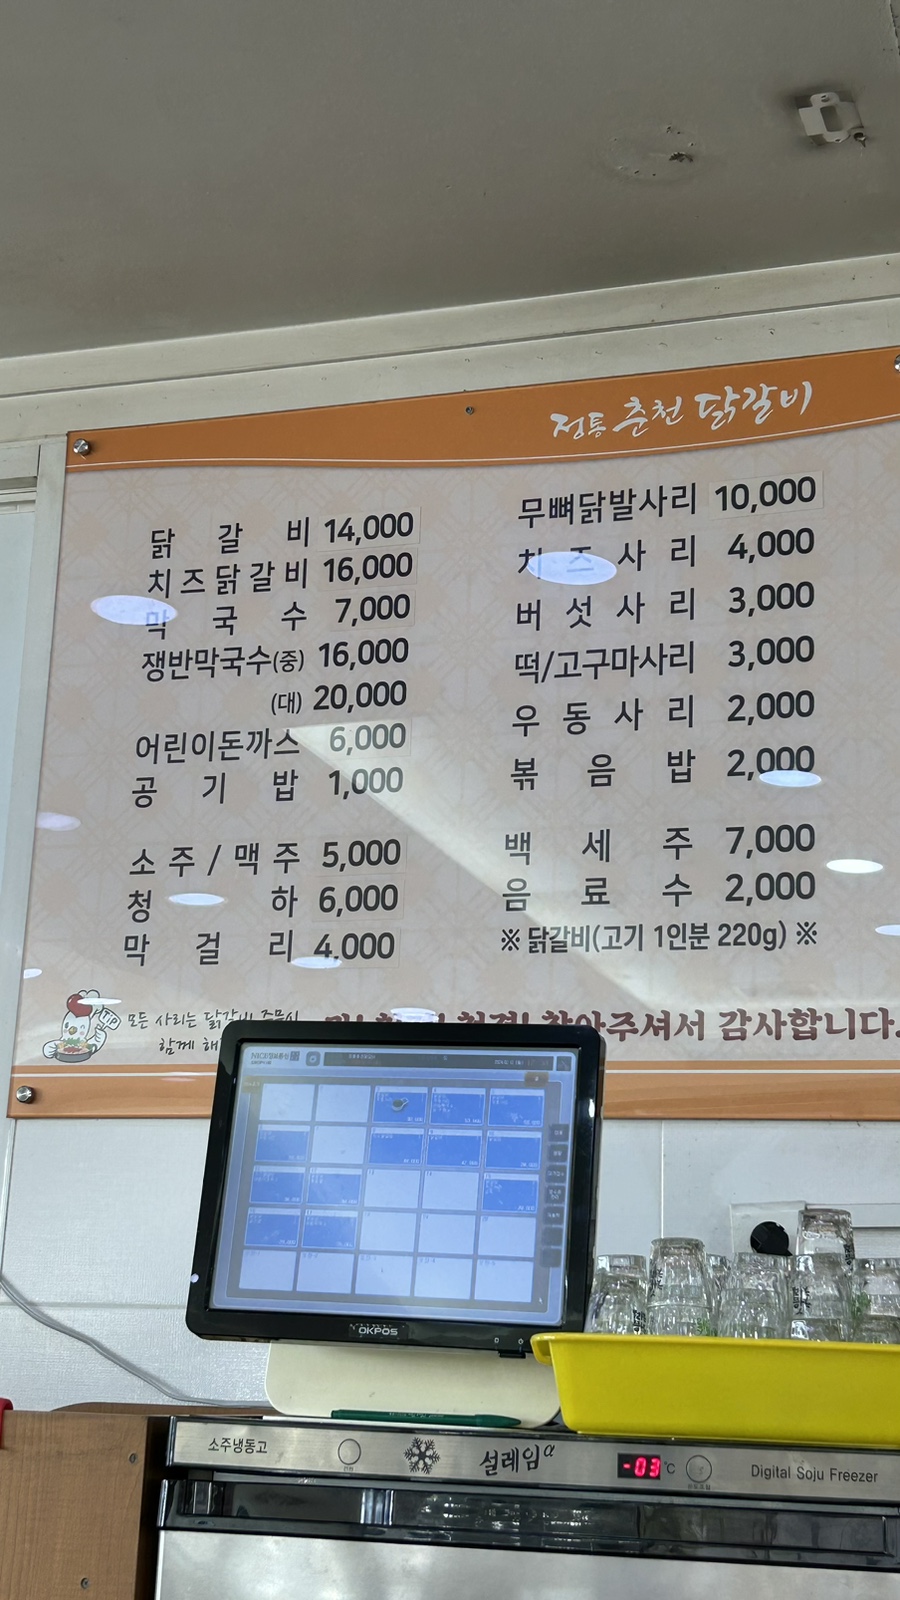 정통 춘천 닭갈비
닭갈비 14,000
치즈닭갈비 16,000
막국수 7,000
쟁반막국수(중) 16,000
(대) 20,000
어린이돈까스 6,000
공기밥 1,000
소주/맥주 5,000
청하 6,000
막걸리 4,000
무뼈닭발사리 10,000
치즈사리 4,000
버섯사리 3,000
떡/고구마사리 3,000
우동사리 2,000
볶음밥 2,000
백세주 7,000
음료수 2,000
※ 닭갈비(고기 1인분 220g) ※
TIP
모든 사리는 닭갈비 주문시
함께
찾아주셔서 감사합니다.
OKPOS
소주냉동고
설레임α
-03 °C
Digital Soju Freezer